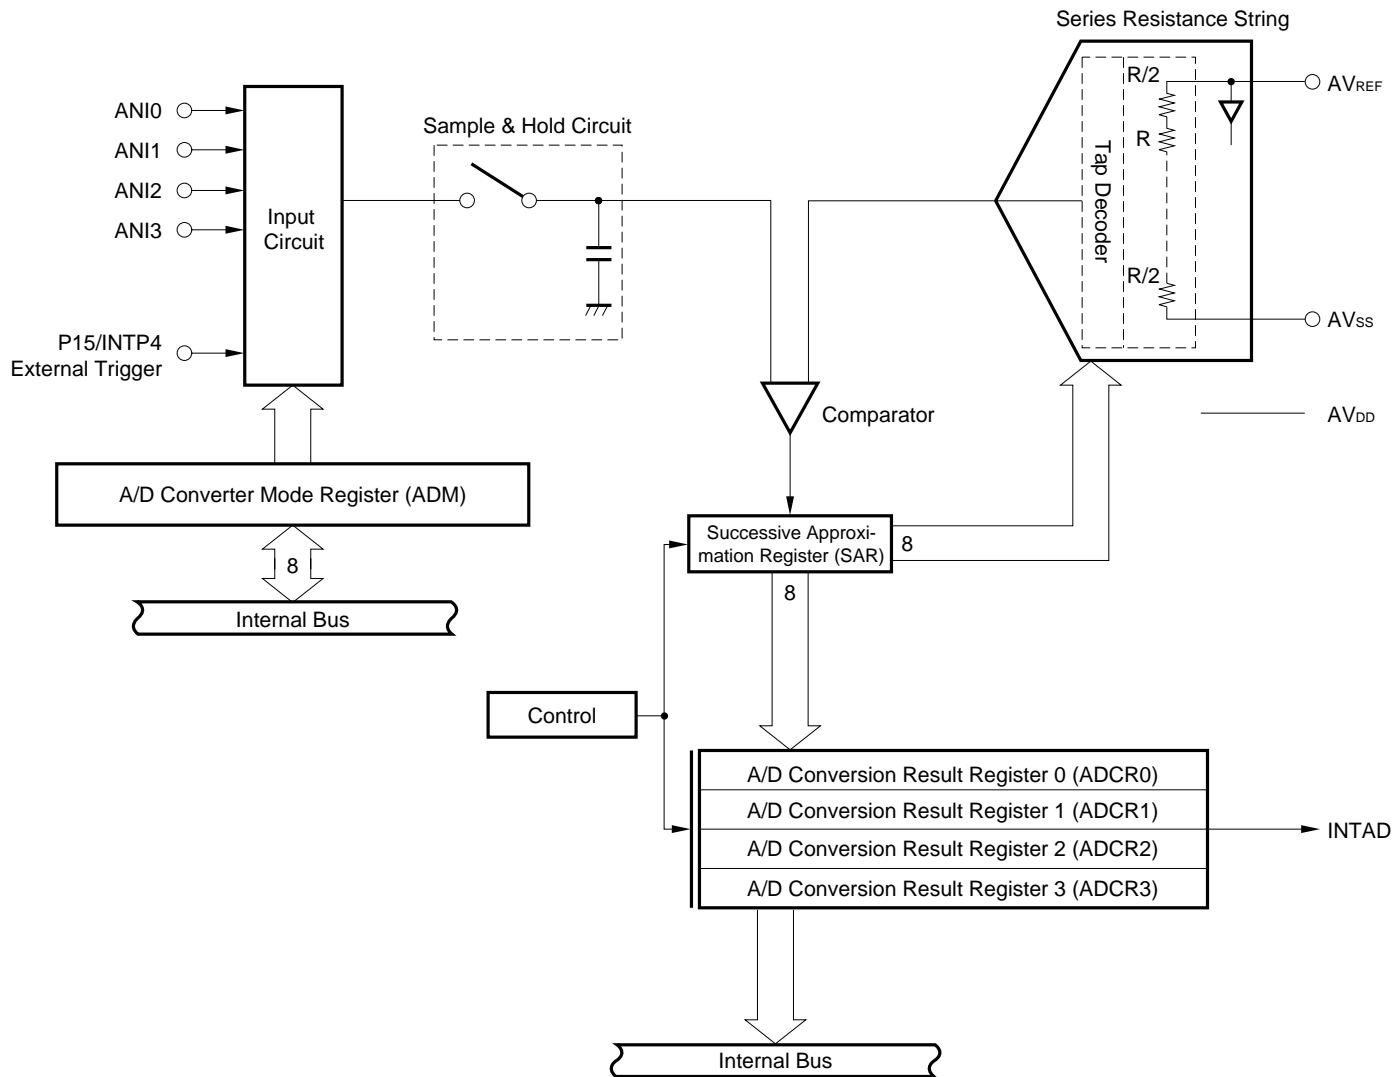 Series Resistance String
R/2
AVREF
ANI0
Sample & Hold Circuit
R
ANI1
Tap Decoder
ANI2
Input
Circuit
ANI3
R/2
AVSS
P15/INTP4
External Trigger
Comparator
AVDD
A/D Converter Mode Register (ADM)
Successive Approxi-
mation Register (SAR)
8
8
8
Internal Bus
Control
A/D Conversion Result Register 0 (ADCR0)
A/D Conversion Result Register 1 (ADCR1)
INTAD
A/D Conversion Result Register 2 (ADCR2)
A/D Conversion Result Register 3 (ADCR3)
Internal Bus